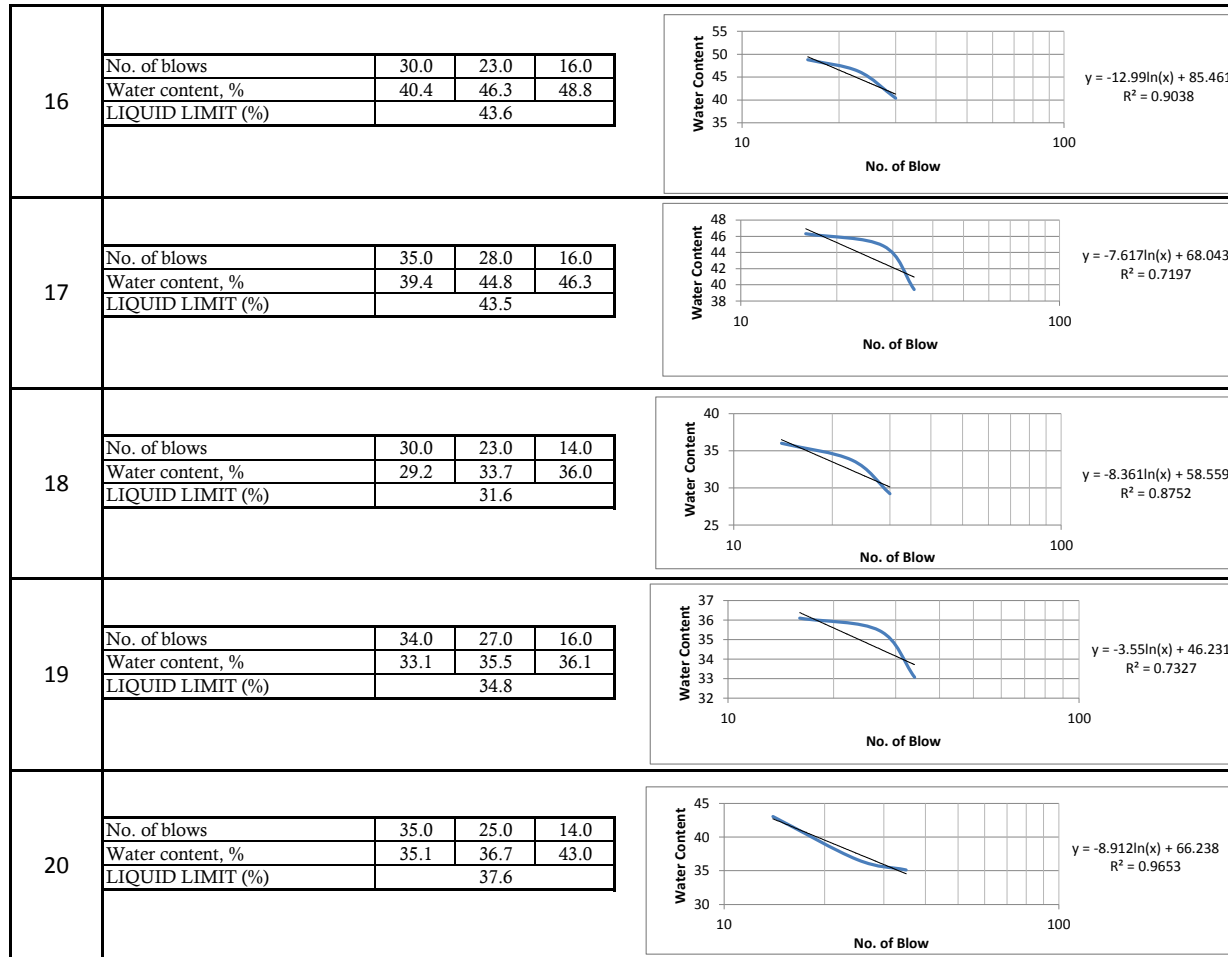 16
No. of blows 30.0 23.0 16.0
Water content, % 40.4 46.3 48.8
LIQUID LIMIT (%) 43.6
Water Content
55
50
45
40
35
10 100
No. of Blow
y = -12.99ln(x) + 85.461
R² = 0.9038
17
No. of blows 35.0 28.0 16.0
Water content, % 39.4 44.8 46.3
LIQUID LIMIT (%) 43.5
Water Content
48
46
44
42
40
38
10 100
No. of Blow
y = -7.617ln(x) + 68.043
R² = 0.7197
18
No. of blows 30.0 23.0 14.0
Water content, % 29.2 33.7 36.0
LIQUID LIMIT (%) 31.6
Water Content
40
35
30
25
10 100
No. of Blow
y = -8.361ln(x) + 58.559
R² = 0.8752
19
No. of blows 34.0 27.0 16.0
Water content, % 33.1 35.5 36.1
LIQUID LIMIT (%) 34.8
Water Content
37
36
35
34
33
32
10 100
No. of Blow
y = -3.55ln(x) + 46.231
R² = 0.7327
20
No. of blows 35.0 25.0 14.0
Water content, % 35.1 36.7 43.0
LIQUID LIMIT (%) 37.6
Water Content
45
40
35
30
10 100
No. of Blow
y = -8.912ln(x) + 66.238
R² = 0.9653